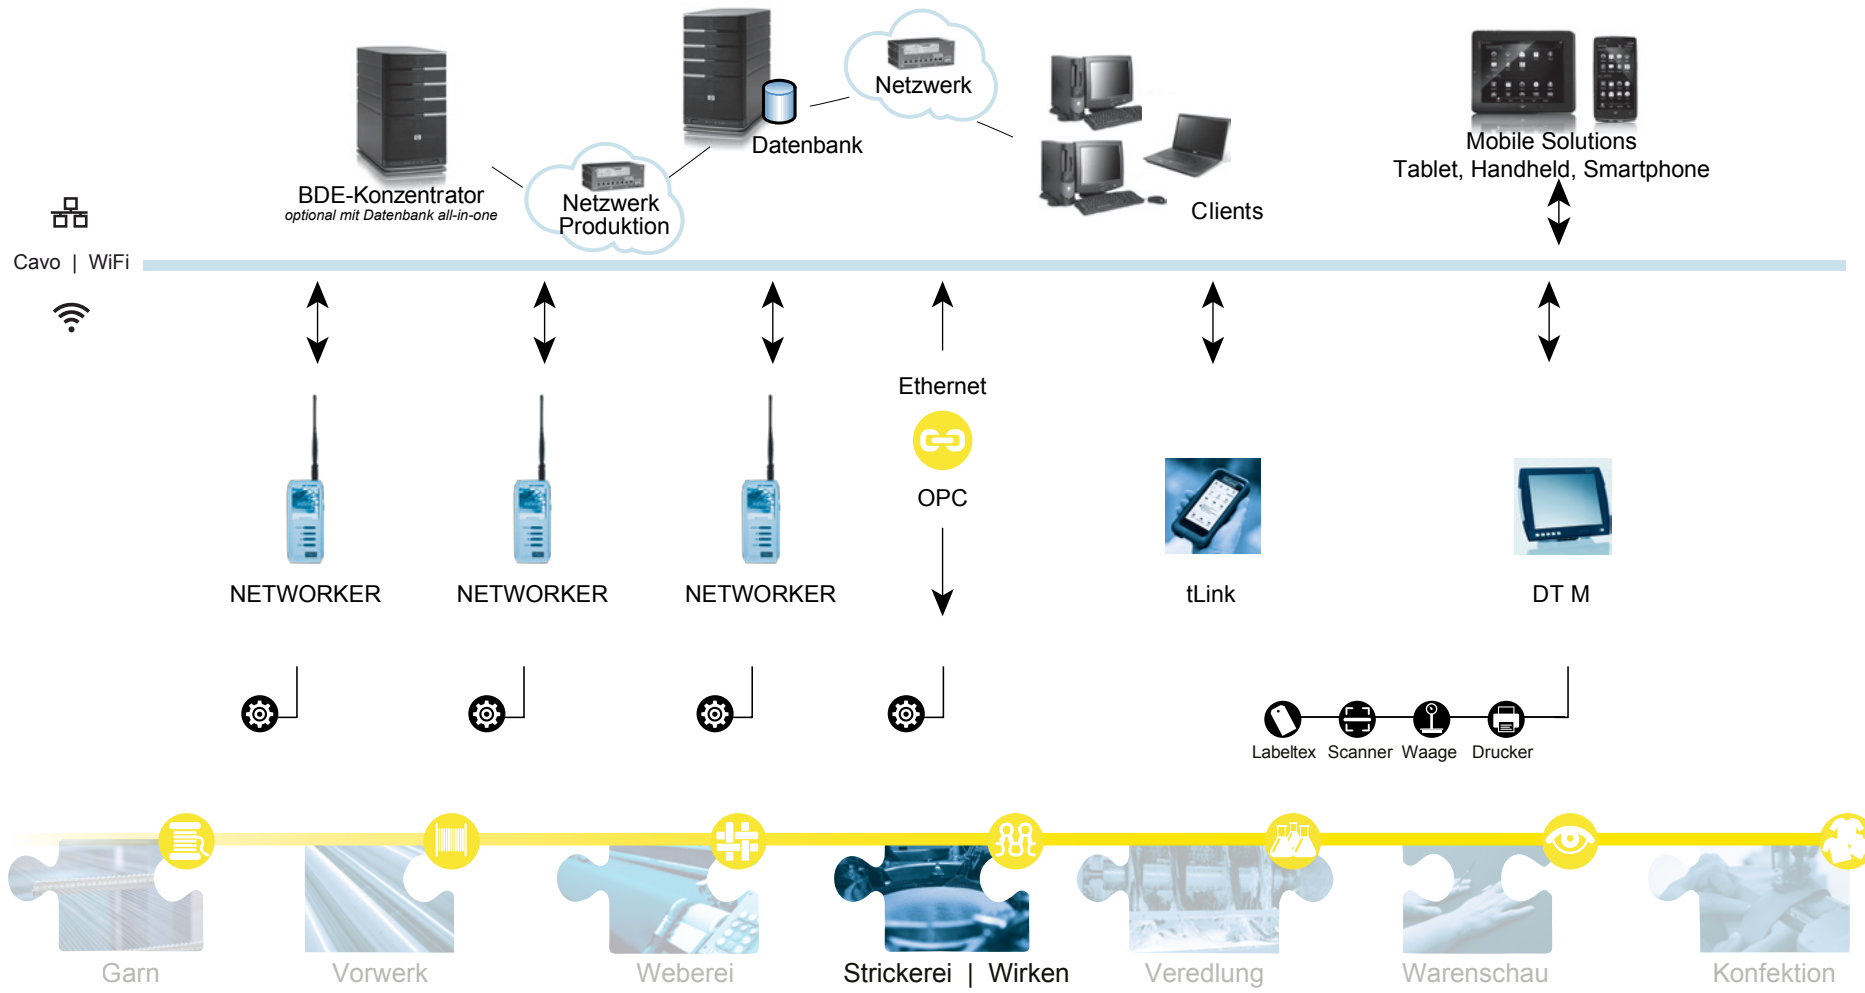 Netzwerk
Datenbank
Mobile Solutions
Tablet, Handheld, Smartphone
BDE-Konzentrator
optional mit Datenbank all-in-one
Netzwerk
Produktion
Clients
Cavo | WiFi
Ethernet
OPC
NETWORKER
NETWORKER
NETWORKER
tLink
DT M
Labeltex
Scanner
Waage
Drucker
Garn
Vorwerk
Weberei
Strickerei | Wirken
Veredlung
Warenschau
Konfektion